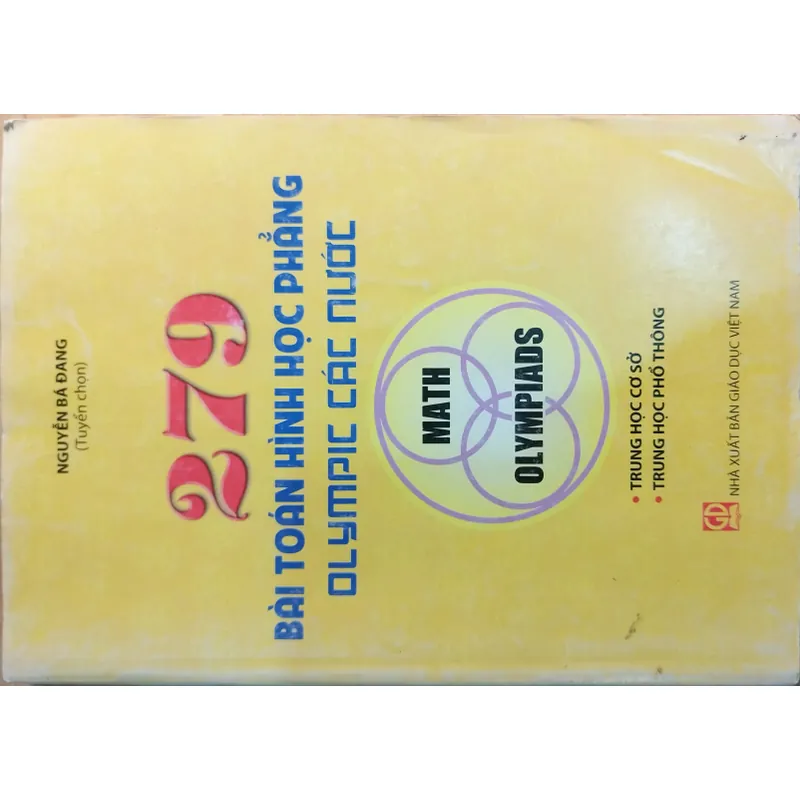 NGUYỄN BÁ ĐANG
(Tuyển chọn)
279
BÀI TOÁN HÌNH HỌC PHẲNG
OLYMPIC CÁC NƯỚC
MATH
OLYMPIADS
• TRUNG HỌC CƠ SỞ
• TRUNG HỌC PHỔ THÔNG
GD
NHÀ XUẤT BẢN GIÁO DỤC VIỆT NAM